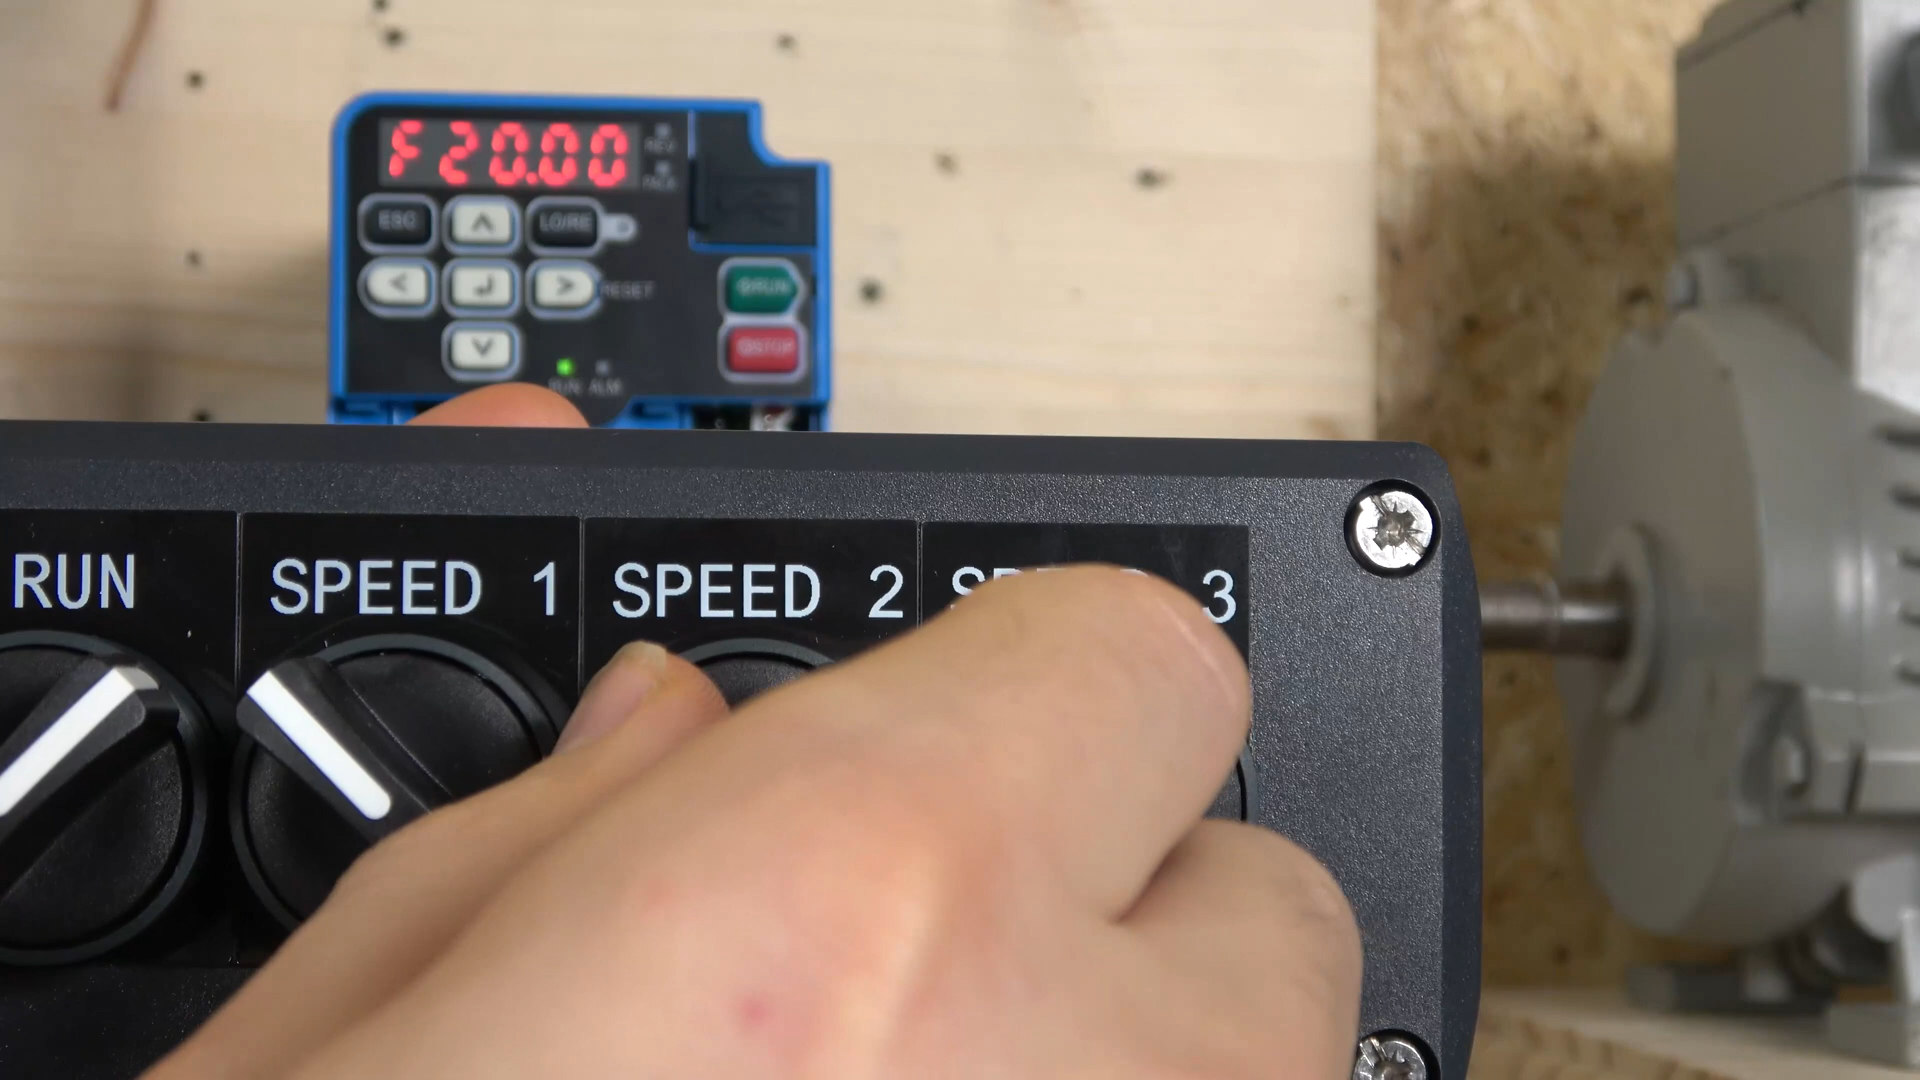 F20.00
REV
ESC
LO/RE
RESET
RUN
STOP
RUN ALM
RUN
SPEED 1
SPEED 2
3